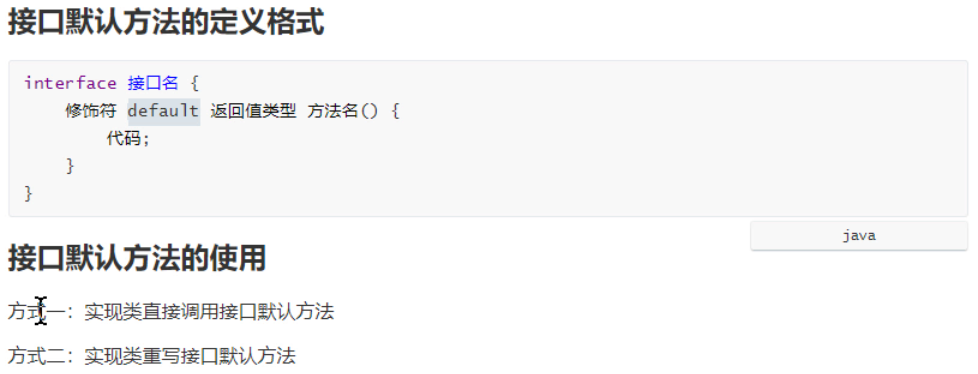 接口默认方法的定义格式
interface 接口名 {
    修饰符 default 返回值类型 方法名() {
        代码;
    }
}
java
接口默认方法的使用
方式一：实现类直接调用接口默认方法
方式二：实现类重写接口默认方法